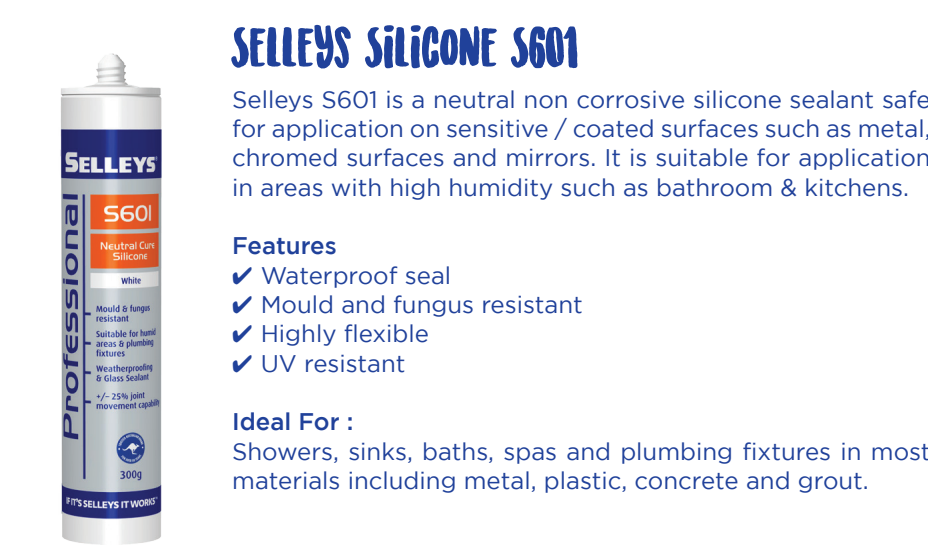 SELLEYS SILICONE S601
Selleys S601 is a neutral non corrosive silicone sealant safe
for application on sensitive / coated surfaces such as metal,
chromed surfaces and mirrors. It is suitable for application
in areas with high humidity such as bathroom & kitchens.
Features
✔ Waterproof seal
✔ Mould and fungus resistant
✔ Highly flexible
✔ UV resistant
Ideal For :
Showers, sinks, baths, spas and plumbing fixtures in most
materials including metal, plastic, concrete and grout.
SELLEYS
Professional
S601
Neutral Cure
Silicone
White
Mould & fungus
resistant
Suitable for humid
areas & plumbing
fixtures
Weatherproofing
& Glass Sealant
+/– 25% joint
movement capability
300g
IF IT'S SELLEYS IT WORKS™